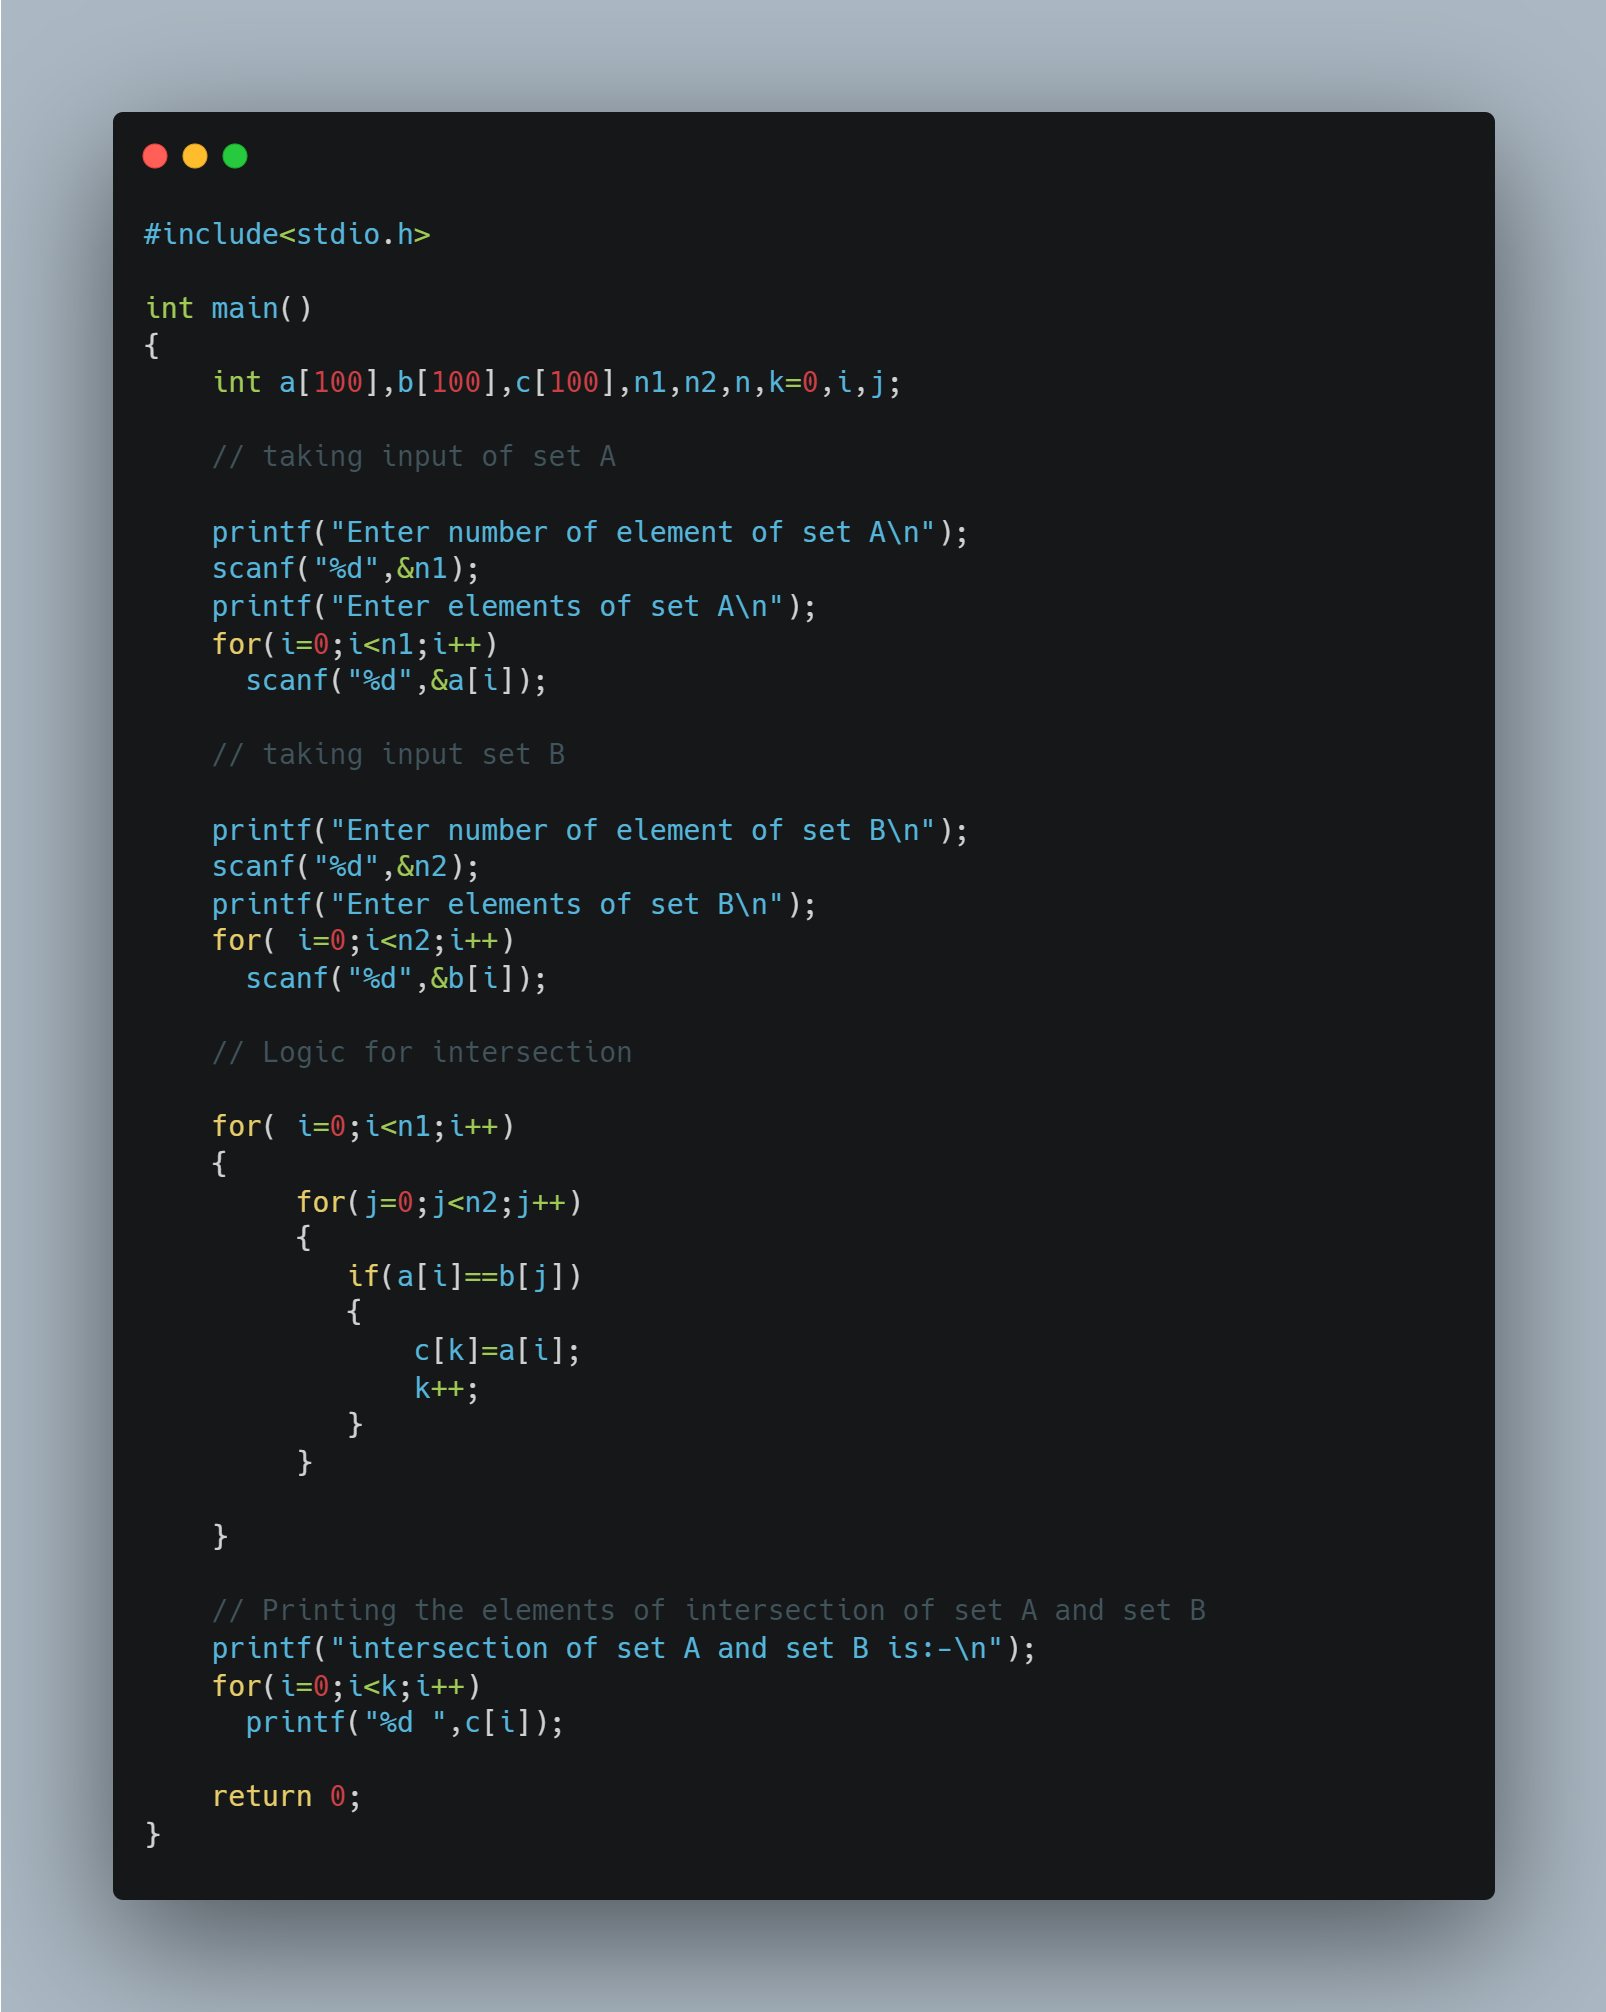 #include<stdio.h>
int main()
{
    int a[100],b[100],c[100],n1,n2,n,k=0,i,j;
    // taking input of set A
    printf("Enter number of element of set A\n");
    scanf("%d",&n1);
    printf("Enter elements of set A\n");
    for(i=0;i<n1;i++)
      scanf("%d",&a[i]);
    // taking input set B
    printf("Enter number of element of set B\n");
    scanf("%d",&n2);
    printf("Enter elements of set B\n");
    for( i=0;i<n2;i++)
      scanf("%d",&b[i]);
    // Logic for intersection
    for( i=0;i<n1;i++)
    {
         for(j=0;j<n2;j++)
         {
            if(a[i]==b[j])
            {
                c[k]=a[i];
                k++;
            }
         }
    }
    // Printing the elements of intersection of set A and set B
    printf("intersection of set A and set B is:-\n");
    for(i=0;i<k;i++)
      printf("%d ",c[i]);
    return 0;
}